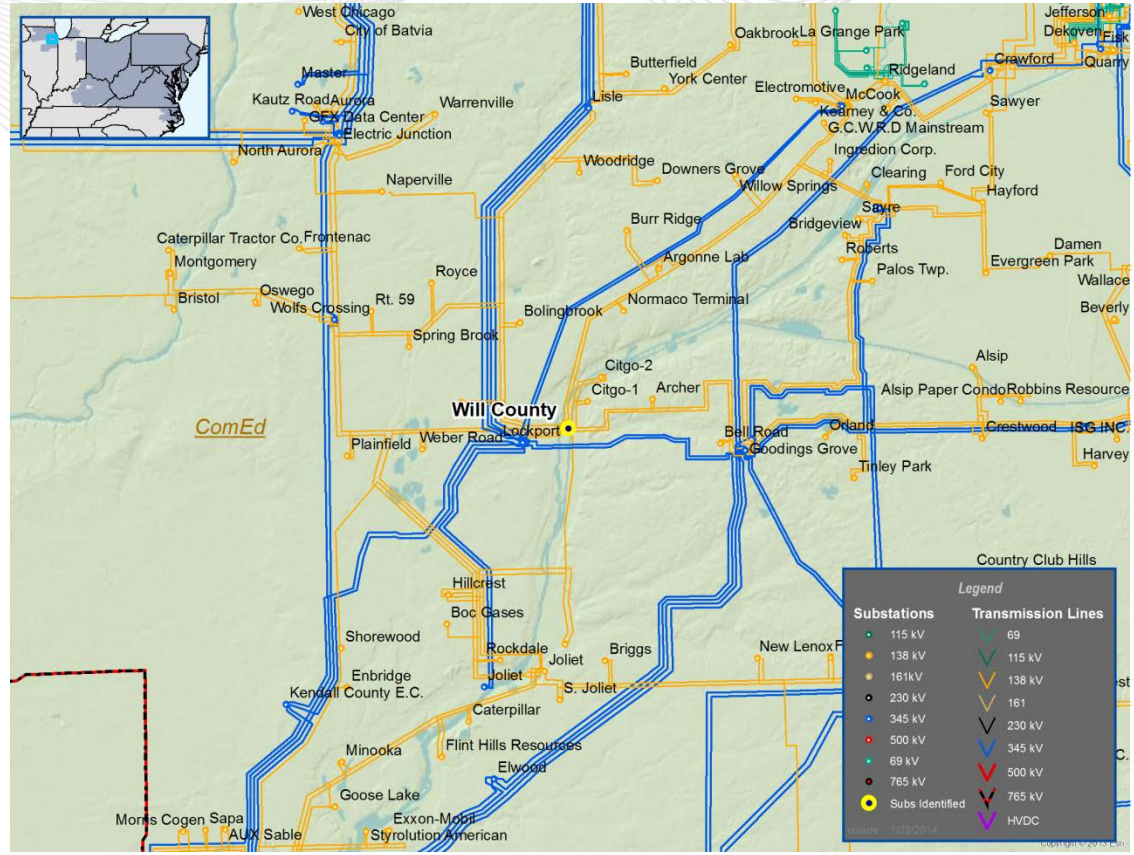 West Chicago
City of Batvia
Master
Kautz Road
Aurora
GFX Data Center
Electric Junction
Warrenville
North Aurora
Naperville
Lisle
Butterfield
York Center
Oakbrook
La Grange Park
Electromotive
McCook
Ridgeland
Kearney & Co.
G.C.W.R.D Mainstream
Ingredion Corp.
Jefferson
Dekoven
Fisk
Crawford
Quarry
Sawyer
Woodridge
Downers Grove
Willow Springs
Clearing
Ford City
Hayford
Sayre
Burr Ridge
Bridgeview
Roberts
Argonne Lab
Palos Twp.
Damen
Evergreen Park
Wallace
Beverly
Caterpillar Tractor Co.
Frontenac
Montgomery
Bristol
Oswego
Wolfs Crossing
Rt. 59
Royce
Spring Brook
Bolingbrook
Normaco Terminal
Citgo-2
Citgo-1
Archer
Alsip
Alsip Paper Condo
Robbins Resource
Will County
Lockport
ComEd
Plainfield
Weber Road
Bell Road
Goodings Grove
Orland
Tinley Park
Crestwood
ISG INC.
Harvey
Country Club Hills
Hillcrest
Boc Gases
Shorewood
Rockdale
Joliet
Joliet
Briggs
New Lenox
F
Enbridge
Kendall County E.C.
S. Joliet
Caterpillar
Minooka
Flint Hills Resources
Elwood
Goose Lake
Morris Cogen
Sapa
AUX Sable
Exxon-Mobil
Styrolution American
Legend
Substations
115 kV
138 kV
161kV
230 kV
345 kV
500 kV
69 kV
765 kV
Subs Identified
Transmission Lines
69
115 kV
138 kV
161
230 kV
345 kV
500 kV
765 kV
HVDC
1/23/2014
Copyright © 2013 Esri